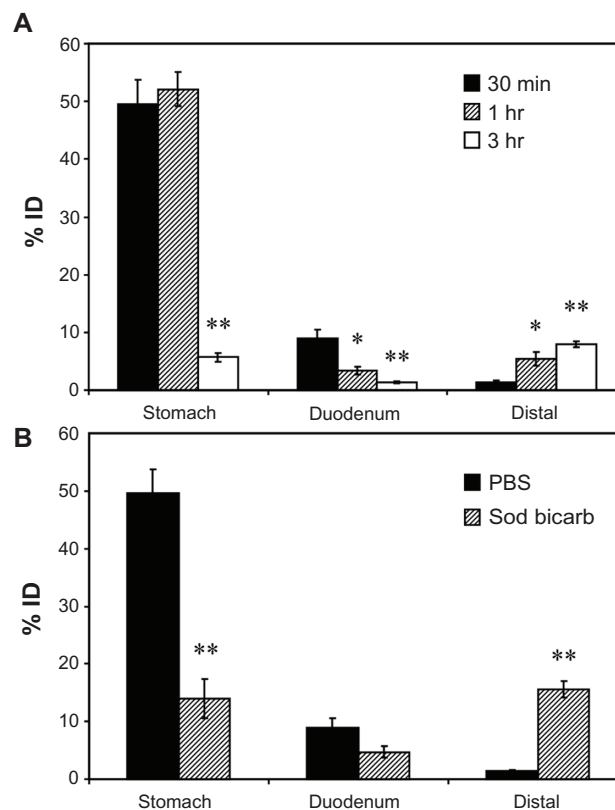 A
60
50
40
30
20
10
0
% ID
30 min
1 hr
3 hr
**
*
**
*
**
Stomach Duodenum Distal
B
60
50
40
30
20
10
0
% ID
PBS
Sod bicarb
**
**
Stomach Duodenum Distal